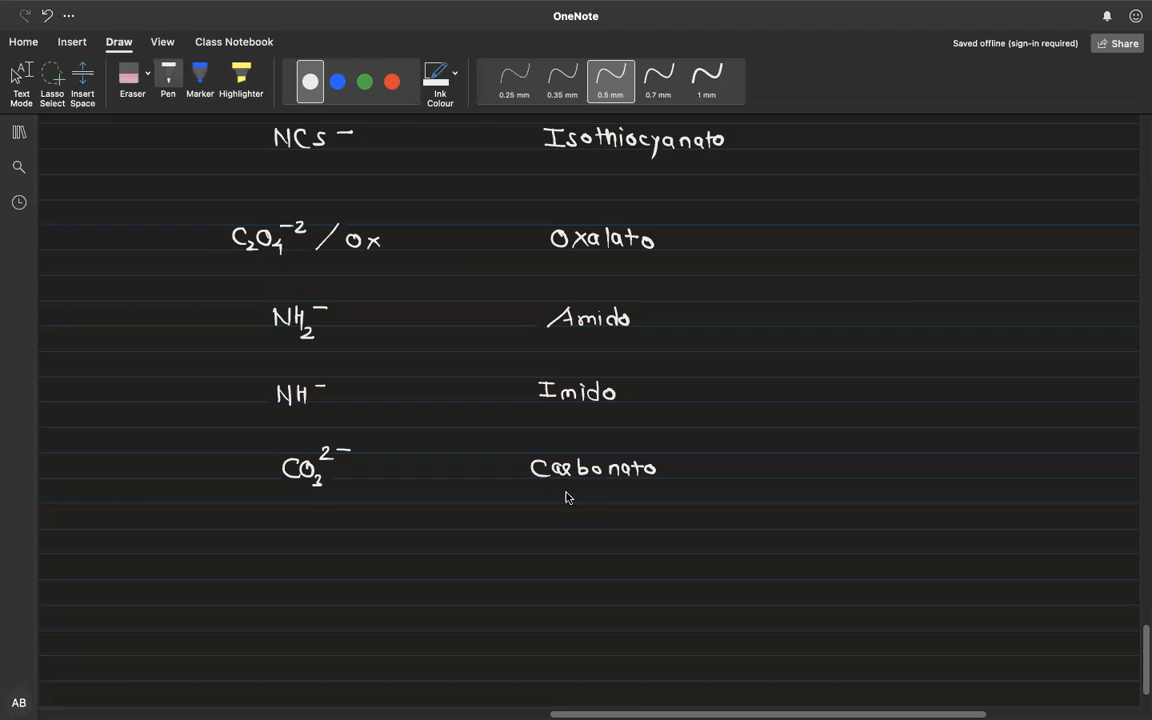 OneNote
Home Insert Draw View Class Notebook
Saved offline (sign-in required) Share
Text Mode Lasso Select Insert Space Eraser Pen Marker Highlighter Ink Colour 0.25 mm 0.35 mm 0.5 mm 0.7 mm 1 mm
NCS⁻ Isothiocyanato
C₂O₄⁻² / Ox Oxalato
NH₂⁻ Amido
NH⁻ Imido
CO₃²⁻ Carbonato
AB